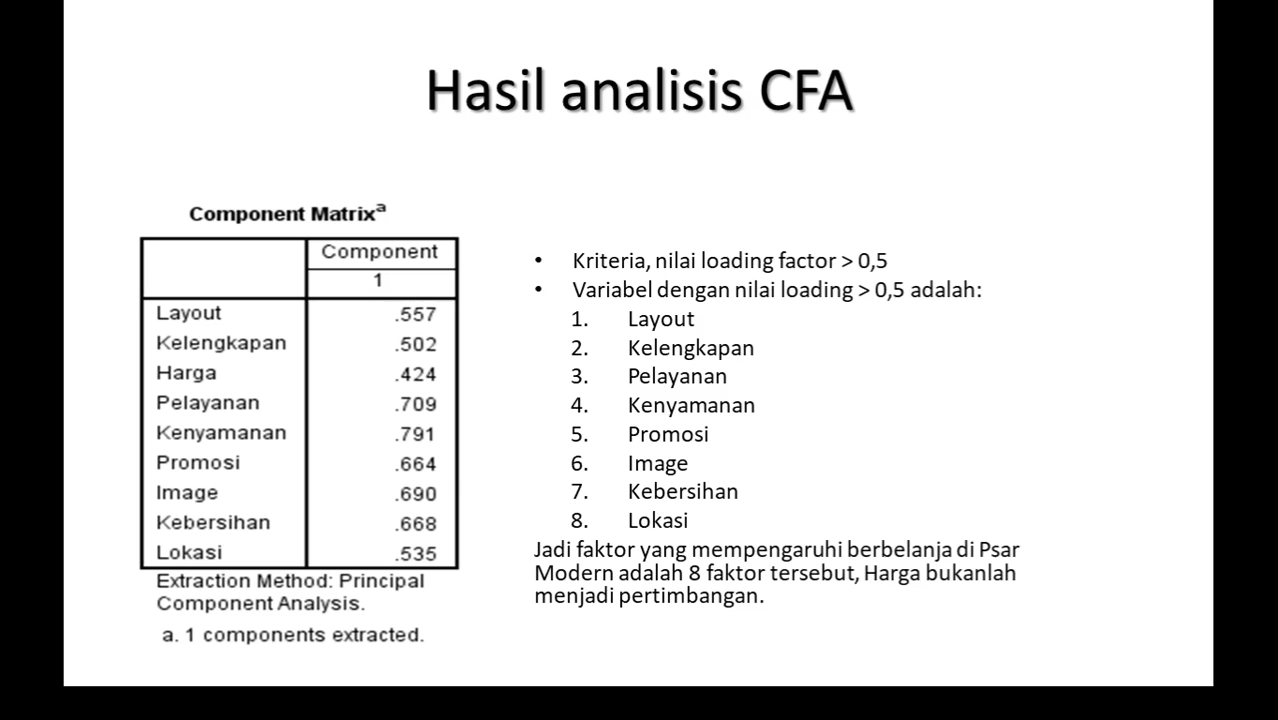 Hasil analisis CFA
Component Matrixa
Component
1
Layout .557
Kelengkapan .502
Harga .424
Pelayanan .709
Kenyamanan .791
Promosi .664
Image .690
Kebersihan .668
Lokasi .535
Extraction Method: Principal
Component Analysis.
a. 1 components extracted.
• Kriteria, nilai loading factor > 0,5
• Variabel dengan nilai loading > 0,5 adalah:
1. Layout
2. Kelengkapan
3. Pelayanan
4. Kenyamanan
5. Promosi
6. Image
7. Kebersihan
8. Lokasi
Jadi faktor yang mempengaruhi berbelanja di Psar
Modern adalah 8 faktor tersebut, Harga bukanlah
menjadi pertimbangan.